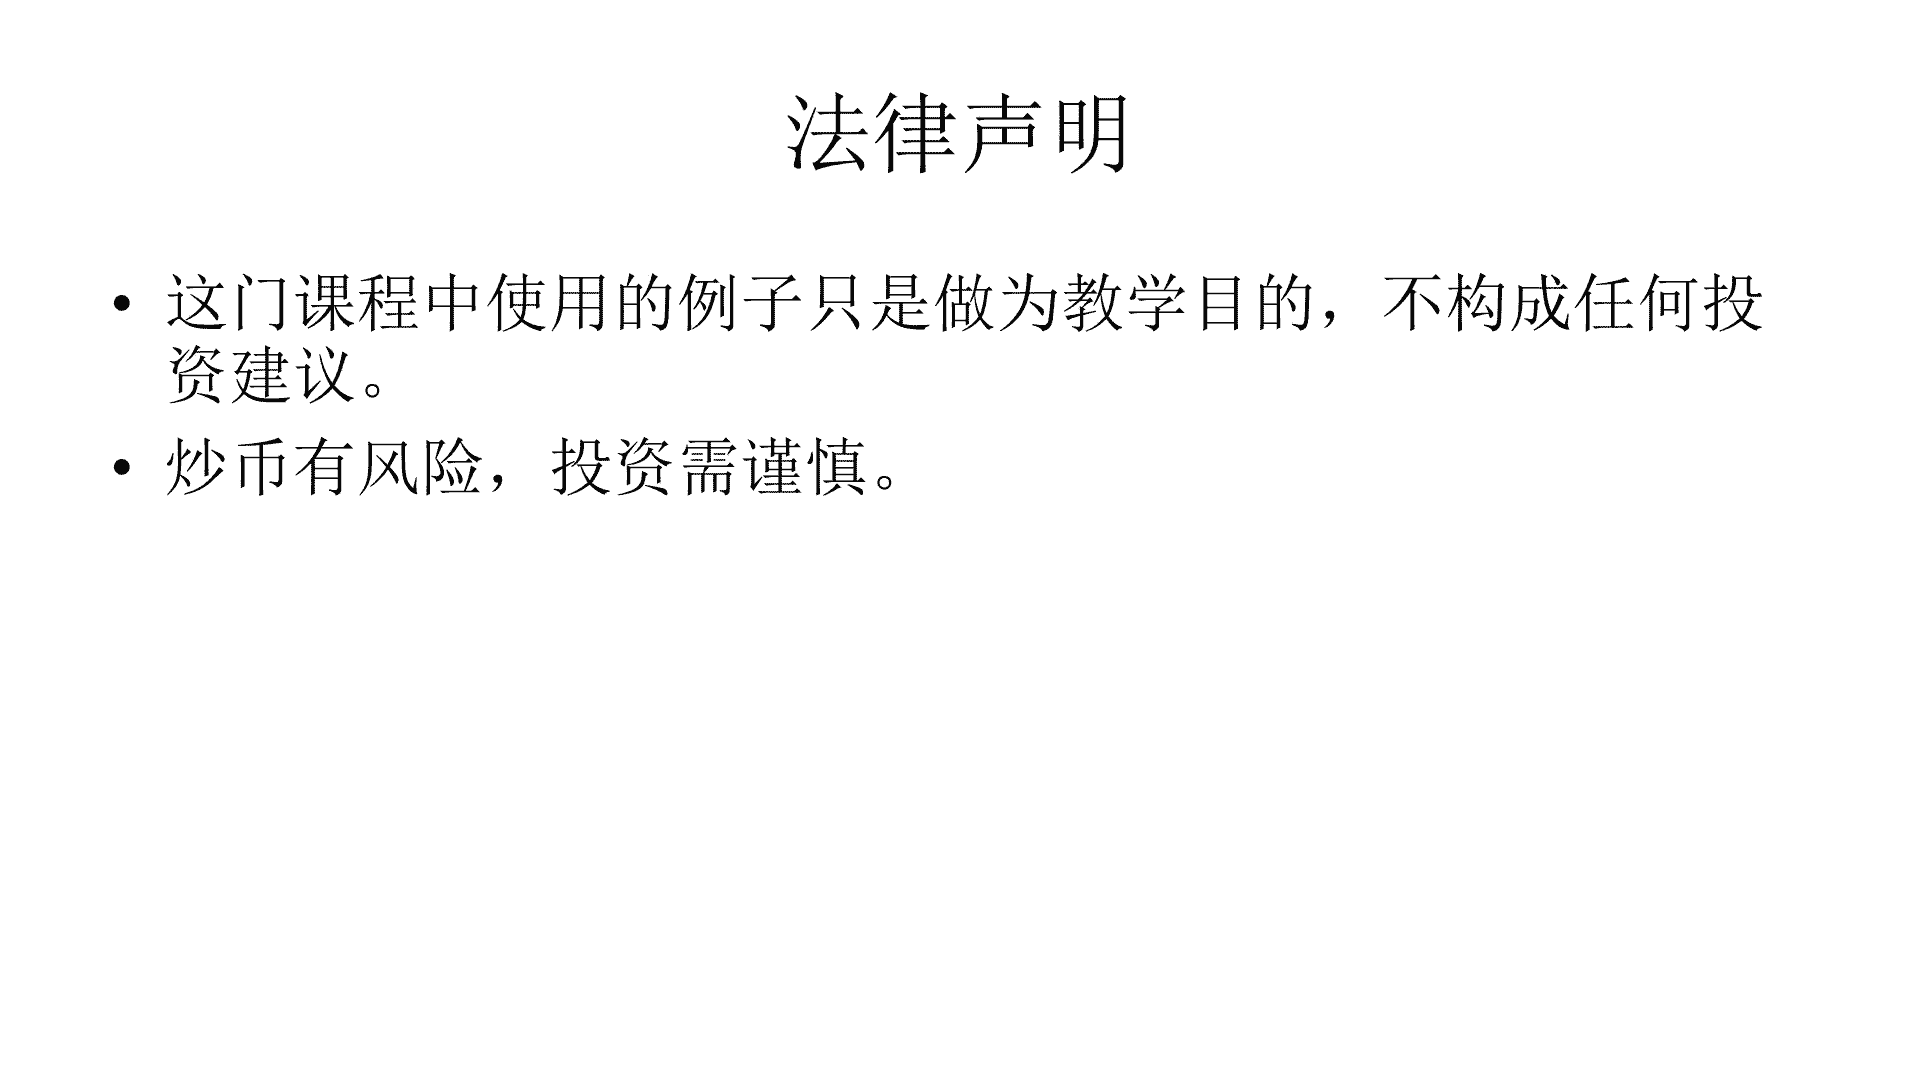 法律声明
• 这门课程中使用的例子只是做为教学目的，不构成任何投
资建议。
• 炒币有风险，投资需谨慎。